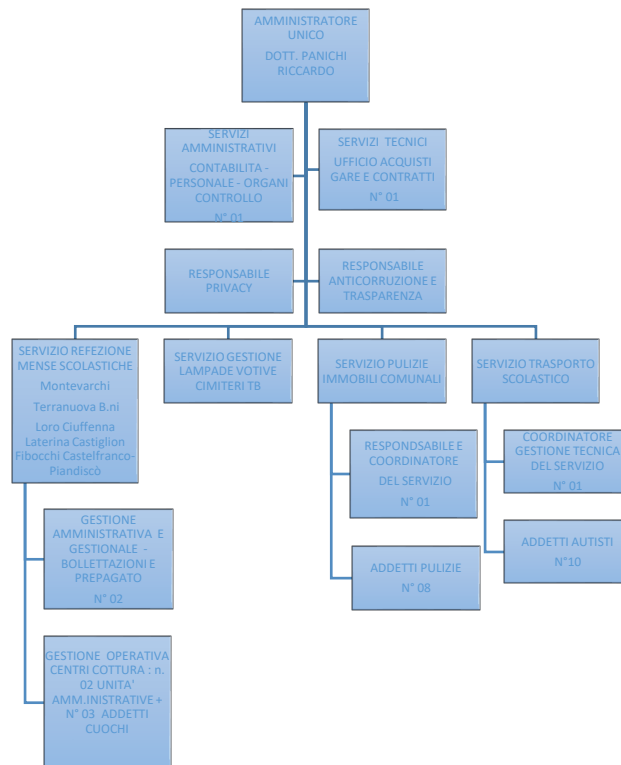 AMMINISTRATORE
UNICO
DOTT. PANICHI
RICCARDO
SERVIZI
AMMINISTRATIVI
CONTABILITA -
PERSONALE - ORGANI
CONTROLLO
N° 01
SERVIZI TECNICI
UFFICIO ACQUISTI
GARE E CONTRATTI
N° 01
RESPONSABILE
PRIVACY
RESPONSABILE
ANTICORRUZIONE E
TRASPARENZA
SERVIZIO REFEZIONE
MENSE SCOLASTICHE
Montevarchi
Terranuova B.ni
Loro Ciuffenna
Laterina Castiglion
Fibocchi Castelfranco-
Piandiscò
GESTIONE
AMMINISTRATIVA E
GESTIONALE -
BOLLETTAZIONI E
PREPAGATO
N° 02
GESTIONE OPERATIVA
CENTRI COTTURA : n.
02 UNITA'
AMM.INISTRATIVE +
N° 03 ADDETTI
CUOCHI
SERVIZIO GESTIONE
LAMPADE VOTIVE
CIMITERI TB
SERVIZIO PULIZIE
IMMOBILI COMUNALI
RESPONDSABILE E
COORDINATORE
DEL SERVIZIO
N° 01
ADDETTI PULIZIE
N° 08
SERVIZIO TRASPORTO
SCOLASTICO
COORDINATORE
GESTIONE TECNICA
DEL SERVIZIO
N° 01
ADDETTI AUTISTI
N°10